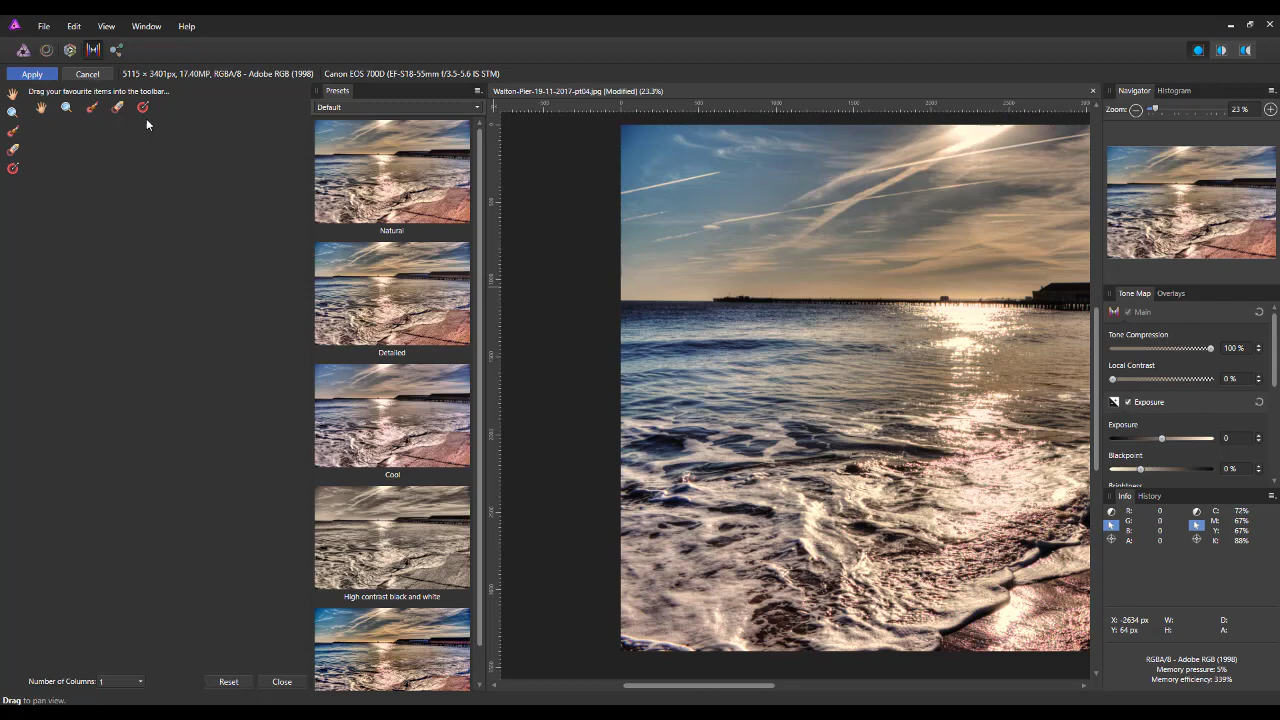 File Edit View Window Help
Apply Cancel 5115 × 3401px, 17.40MP, RGBA/8 - Adobe RGB (1998) Canon EOS 700D (EF-S18-55mm f/3.5-5.6 IS STM)
Drag your favourite items into the toolbar...
Number of Columns: 1
Reset Close
Drag to pan view.
Presets
Default
Natural
Detailed
Cool
High contrast black and white
Walton-Pier-19-11-2017-pt04.jpg [Modified] (23.3%)
Navigator Histogram
Zoom: 23 %
Tone Map Overlays
Main
Tone Compression
100 %
Local Contrast
0 %
Exposure
Exposure
0
Blackpoint
0 %
Brightness
Info History
R: 0 C: 72%
G: 0 M: 67%
B: 0 Y: 67%
A: 0 K: 88%
X: -2634 px W: D:
Y: 64 px H: A:
RGBA/8 - Adobe RGB (1998)
Memory pressure: 5%
Memory efficiency: 339%